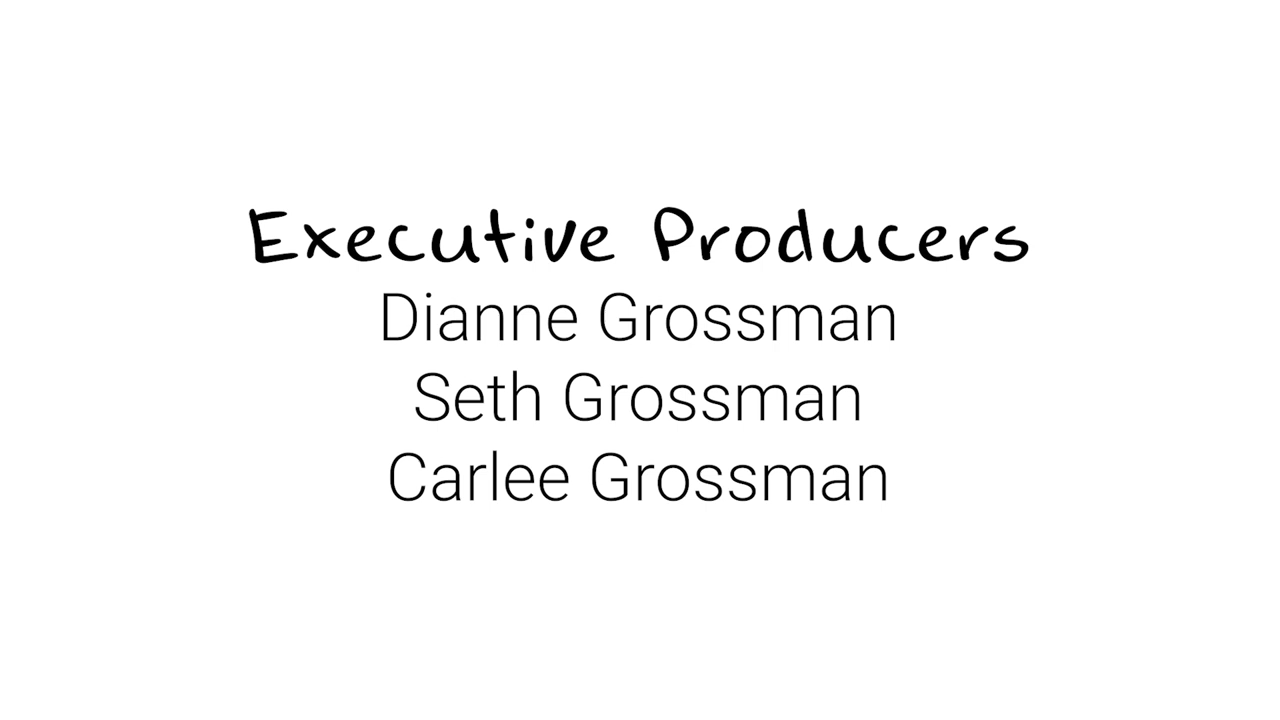 Executive Producers
Dianne Grossman
Seth Grossman
Carlee Grossman